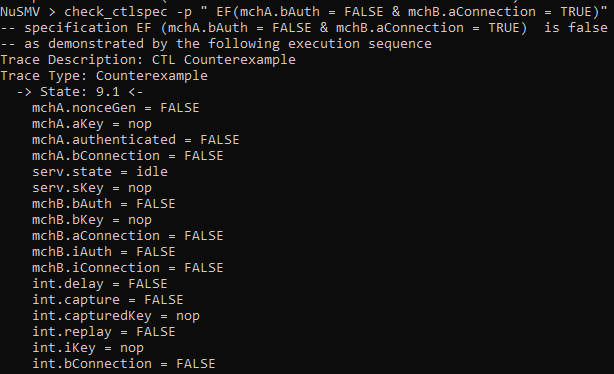 NuSMV > check_ctlspec -p " EF(mchA.bAuth = FALSE & mchB.aConnection = TRUE)"
-- specification EF (mchA.bAuth = FALSE & mchB.aConnection = TRUE)  is false
-- as demonstrated by the following execution sequence
Trace Description: CTL Counterexample
Trace Type: Counterexample
  -> State: 9.1 <-
    mchA.nonceGen = FALSE
    mchA.aKey = nop
    mchA.authenticated = FALSE
    mchA.bConnection = FALSE
    serv.state = idle
    serv.sKey = nop
    mchB.bAuth = FALSE
    mchB.bKey = nop
    mchB.aConnection = FALSE
    mchB.iAuth = FALSE
    mchB.iConnection = FALSE
    int.delay = FALSE
    int.capture = FALSE
    int.capturedKey = nop
    int.replay = FALSE
    int.iKey = nop
    int.bConnection = FALSE